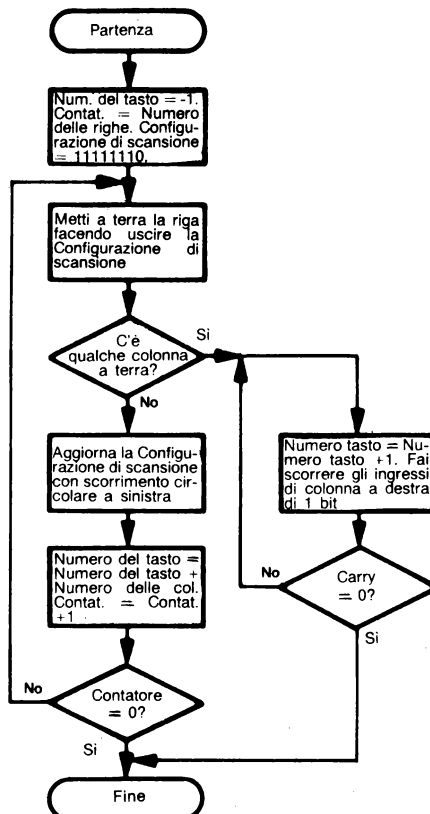 Partenza
Num. del tasto = -1.
Contat. = Numero
delle righe. Configu-
razione di scansione
= 11111110.
Metti a terra la riga
facendo uscire la
Configurazione di
scansione
C'è
qualche colonna
a terra?
Si
No
Aggiorna la Configu-
razione di scansione
con scorrimento cir-
colare a sinistra
Numero del tasto =
Numero del tasto +
Numero delle col.
Contat. = Contat.
+1
Contatore
= 0?
No
Si
Fine
Numero tasto = Nu-
mero tasto +1. Fai
scorrere gli ingressi
di colonna a destra
di 1 bit
Carry
= 0?
No
Si